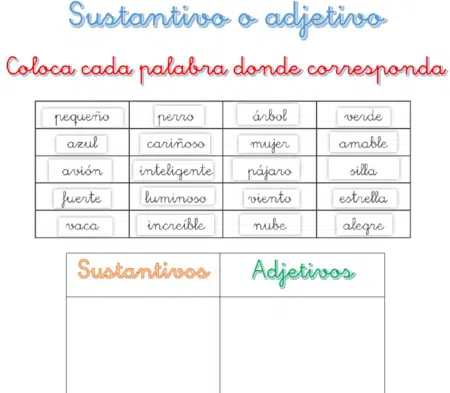 Sustantivo o adjetivo
Coloca cada palabra donde corresponda
pequeño perro árbol verde
azul cariñoso mujer amable
avión inteligente pájaro silla
fuerte luminoso viento estrella
vaca increíble nube alegre
Sustantivos Adjetivos